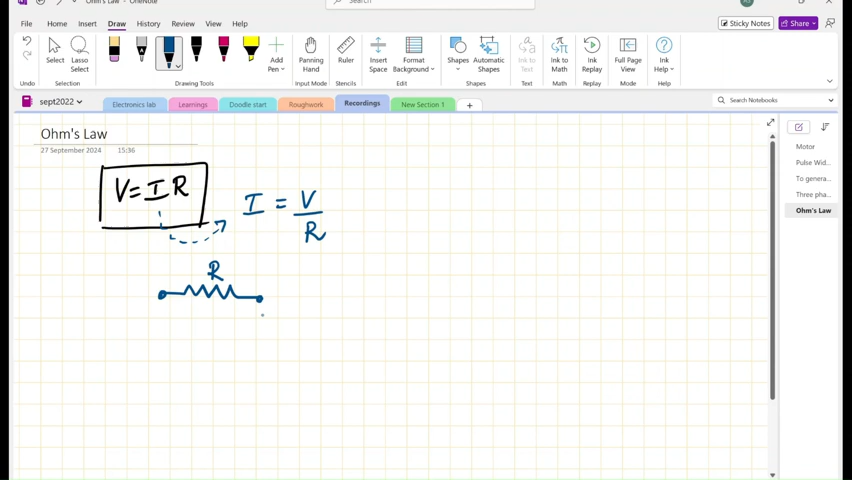 Ohm's Law - OneNote
Search
File Home Insert Draw History Review View Help
Sticky Notes Share
Undo
Select
Lasso Select
Add Pen
Panning Hand
Ruler
Insert Space
Format Background
Shapes
Automatic Shapes
Ink to Text
Ink to Math
Ink Replay
Full Page View
Ink Help
Selection
Drawing Tools
Input Mode
Stencils
Edit
Shapes
Text
Math
Replay
Mode
Help
sept2022
Electronics lab
Learnings
Doodle start
Roughwork
Recordings
New Section 1
Search Notebooks
Ohm's Law
27 September 2024 15:36
V=IR
I = V/R
R
Motor
Pulse Wid...
To genera...
Three pha...
Ohm's Law